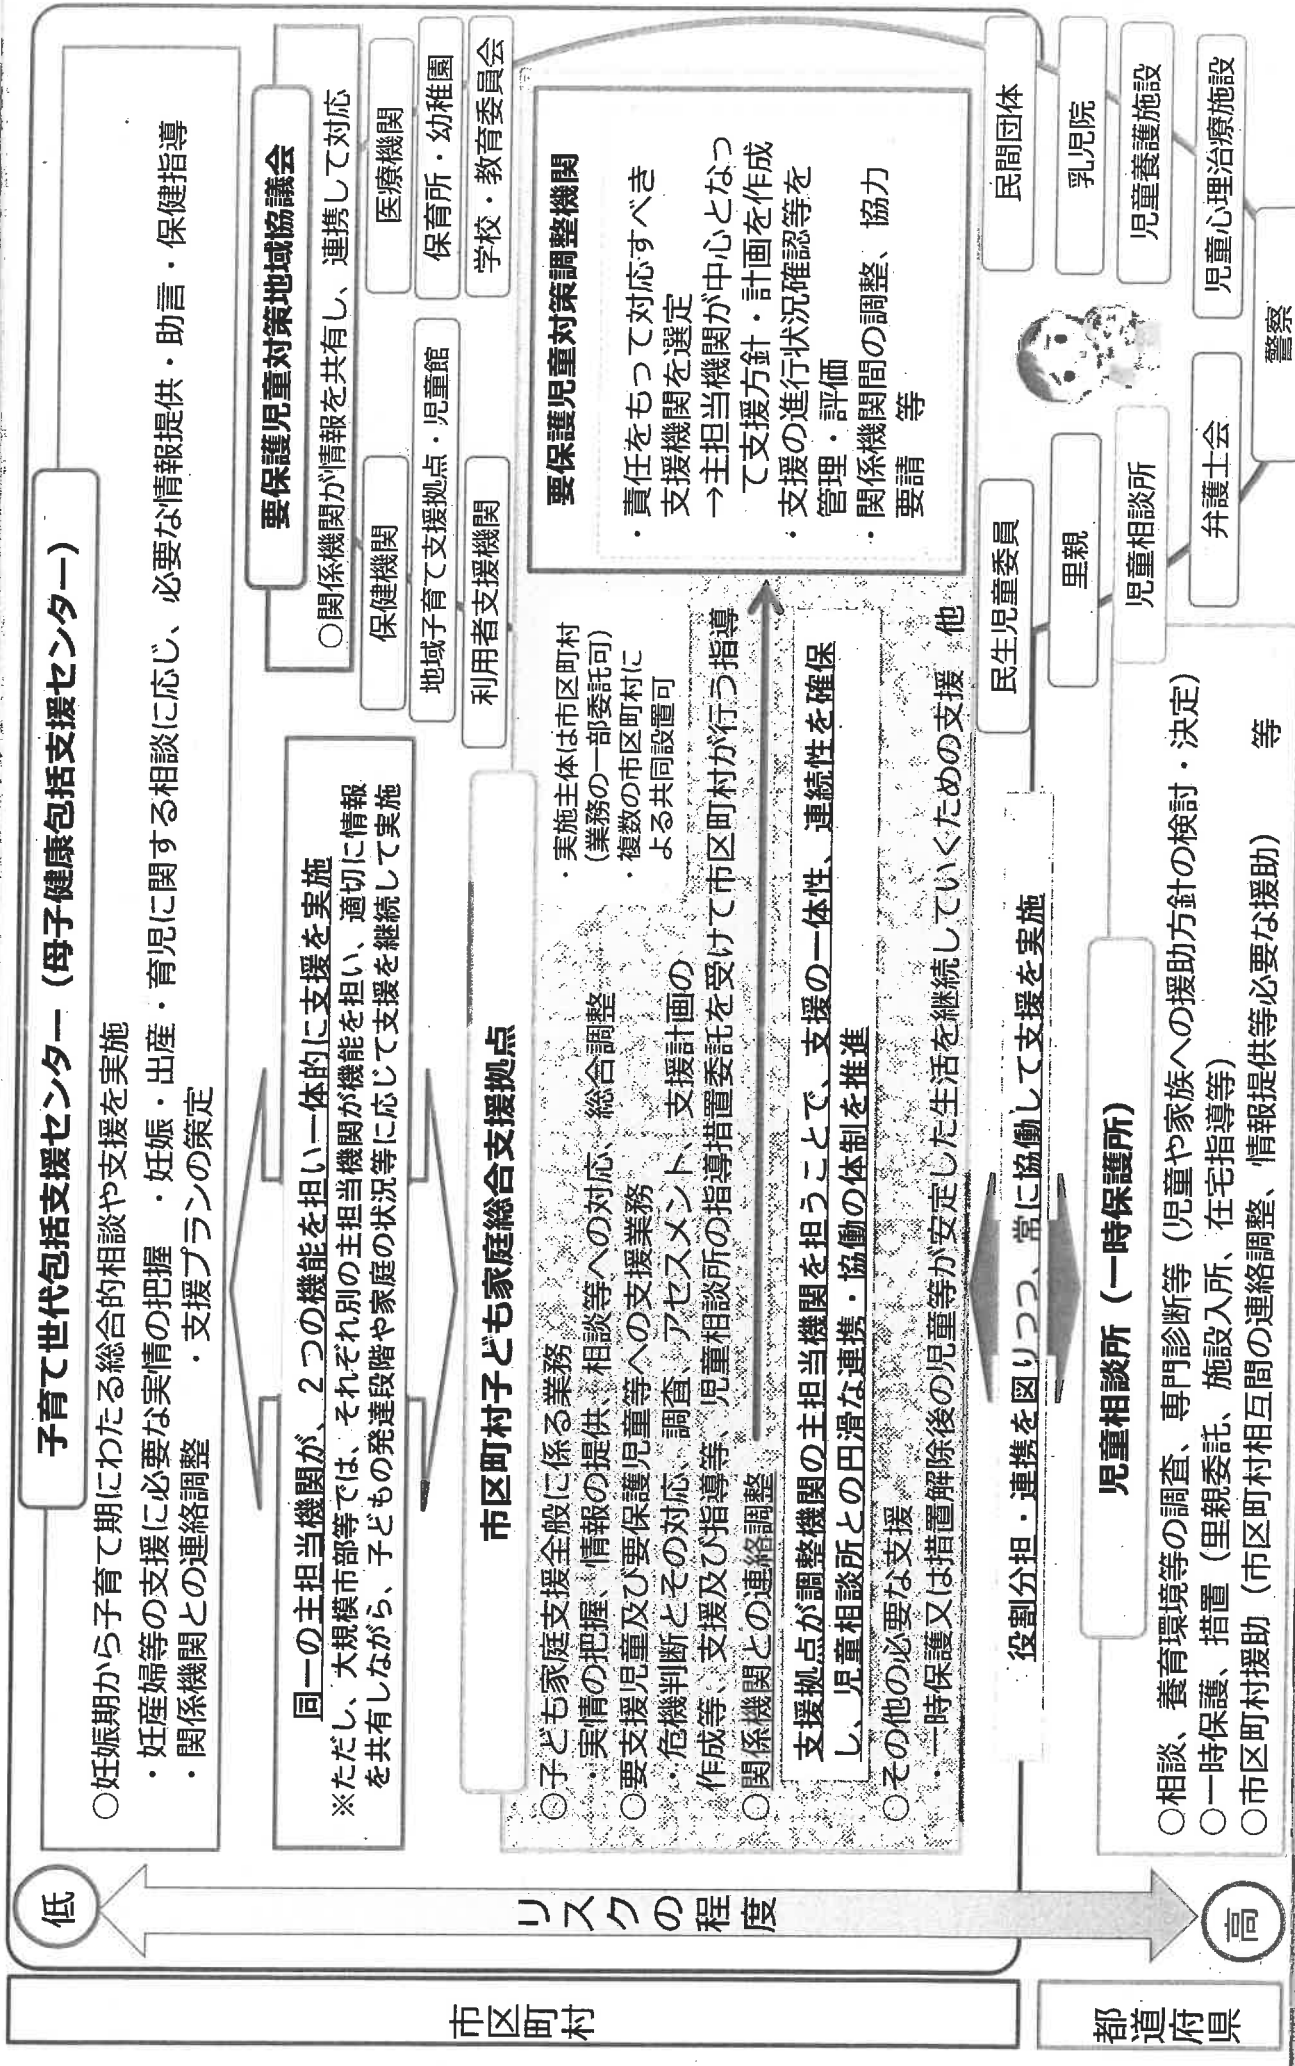 市区町村
都道府県
低
リスクの程度
高
子育て世代包括支援センター（母子健康包括支援センター）
○妊娠期から子育て期にわたる総合的相談や支援を実施
・妊産婦等の支援に必要な実情の把握　・妊娠・出産・育児に関する相談に応じ、必要な情報提供・助言・保健指導
・関係機関との連絡調整　・支援プランの策定
同一の主担当機関が、２つの機能を担い一体的に支援を実施
※ただし、大規模市部等では、それぞれ別の主担当機関が機能を担い、適切に情報
を共有しながら、子どもの発達段階や家庭の状況等に応じて支援を継続して実施
要保護児童対策地域協議会
○関係機関が情報を共有し、連携して対応
保健機関
医療機関
地域子育て支援拠点・児童館
保育所・幼稚園
利用者支援機関
学校・教育委員会
市区町村子ども家庭総合支援拠点
・実施主体は市区町村
（業務の一部委託可）
・複数の市区町村に
よる共同設置可
○子ども家庭支援全般に係る業務
・実情の把握、情報の提供、相談等への対応、総合調整
○要支援児童及び要保護児童等への支援業務
・危機判断とその対応、調査、アセスメント、支援計画の
作成等、支援及び指導等、児童相談所の指導措置委託を受けて市区町村が行う指導
○関係機関との連絡調整
支援拠点が調整機関の主担当機関を担うことで、支援の一体性、連続性を確保
し、児童相談所との円滑な連携・協働の体制を推進
○その他の必要な支援
・一時保護又は措置解除後の児童等が安定した生活を継続していくための支援　他
要保護児童対策調整機関
・責任をもって対応すべき
支援機関を選定
→主担当機関が中心となっ
て支援方針・計画を作成
・支援の進行状況確認等を
管理・評価
・関係機関間の調整、協力
要請　等
役割分担・連携を図りつつ、常に協働して支援を実施
民生児童委員
民間団体
里親
乳児院
児童相談所
児童養護施設
弁護士会
児童心理治療施設
警察
児童相談所（一時保護所）
○相談、養育環境等の調査、専門診断等（児童や家族への援助方針の検討・決定）
○一時保護、措置（里親委託、施設入所、在宅指導等）
○市区町村援助（市区町村相互間の連絡調整、情報提供等必要な援助）　等